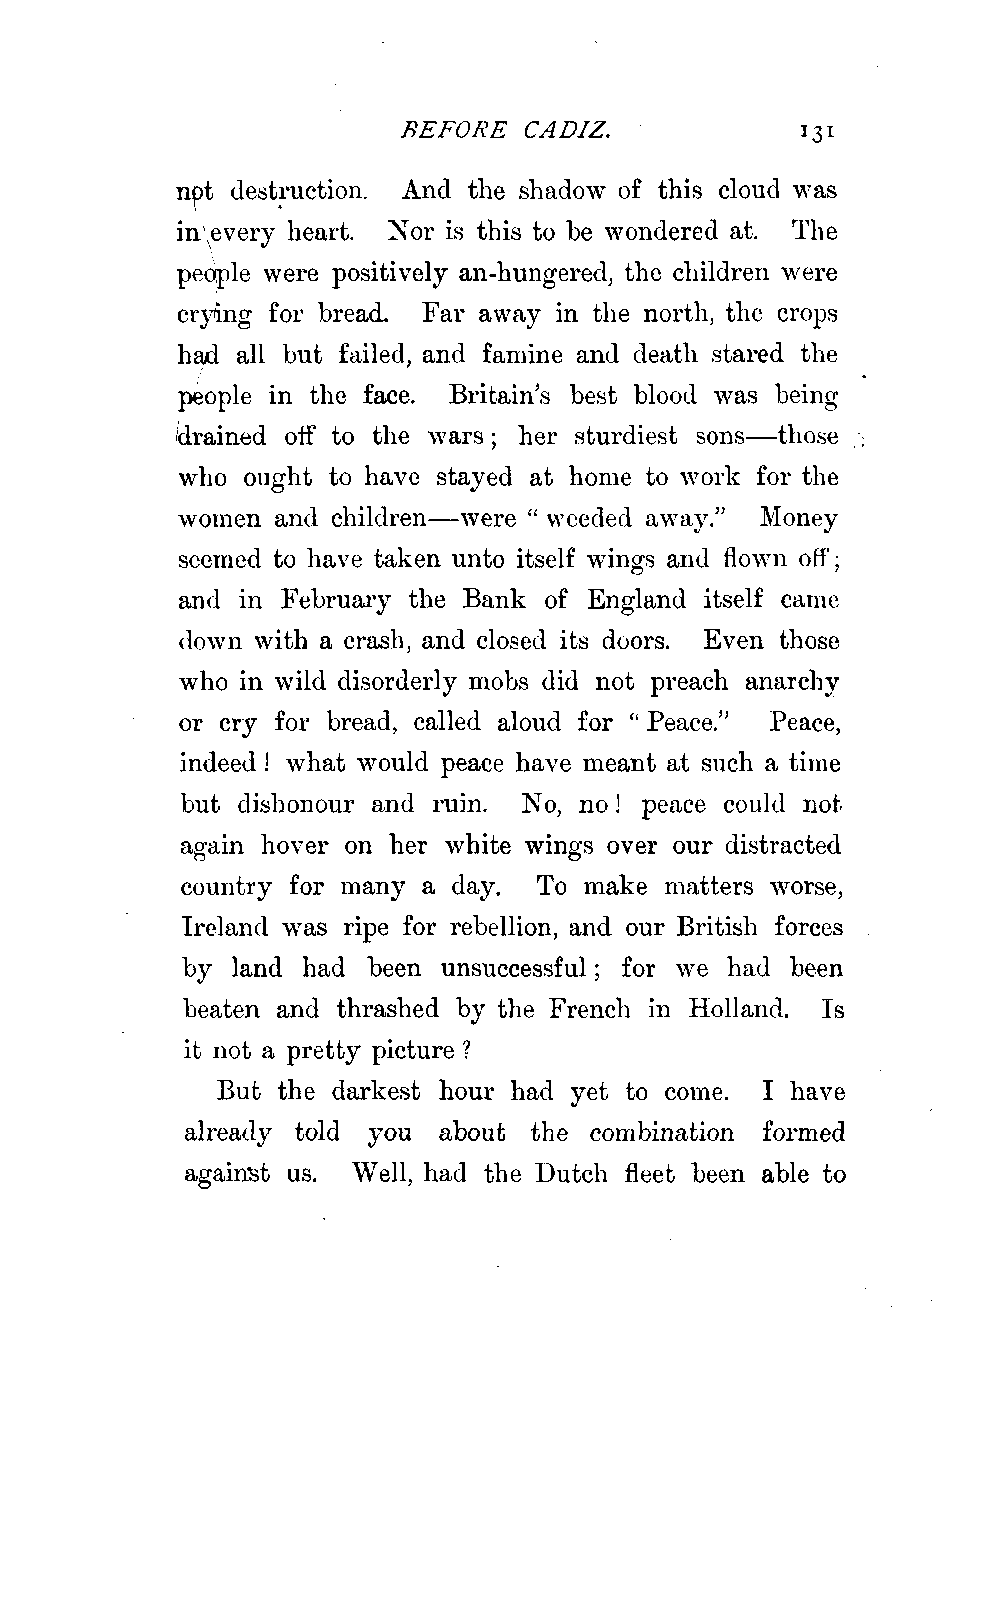 BEFORE CADIZ. 131
not destruction. And the shadow of this cloud was
in every heart. Nor is this to be wondered at. The
people were positively an-hungered, the children were
crying for bread. Far away in the north, the crops
had all but failed, and famine and death stared the
people in the face. Britain's best blood was being
drained off to the wars; her sturdiest sons—those
who ought to have stayed at home to work for the
women and children—were "weeded away." Money
seemed to have taken unto itself wings and flown off;
and in February the Bank of England itself came
down with a crash, and closed its doors. Even those
who in wild disorderly mobs did not preach anarchy
or cry for bread, called aloud for "Peace." Peace,
indeed! what would peace have meant at such a time
but dishonour and ruin. No, no! peace could not
again hover on her white wings over our distracted
country for many a day. To make matters worse,
Ireland was ripe for rebellion, and our British forces
by land had been unsuccessful; for we had been
beaten and thrashed by the French in Holland. Is
it not a pretty picture?
But the darkest hour had yet to come. I have
already told you about the combination formed
against us. Well, had the Dutch fleet been able to